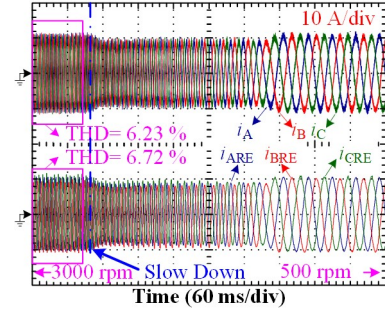 10 A/div
THD= 6.23 %
i_A i_B i_C
THD= 6.72 %
i_ARE i_BRE i_CRE
3000 rpm Slow Down 500 rpm
Time (60 ms/div)